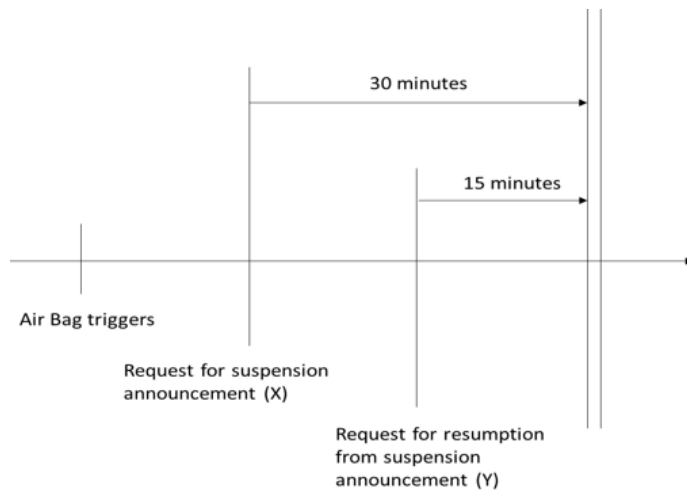 30 minutes
15 minutes
Air Bag triggers
Request for suspension
announcement (X)
Request for resumption
from suspension
announcement (Y)